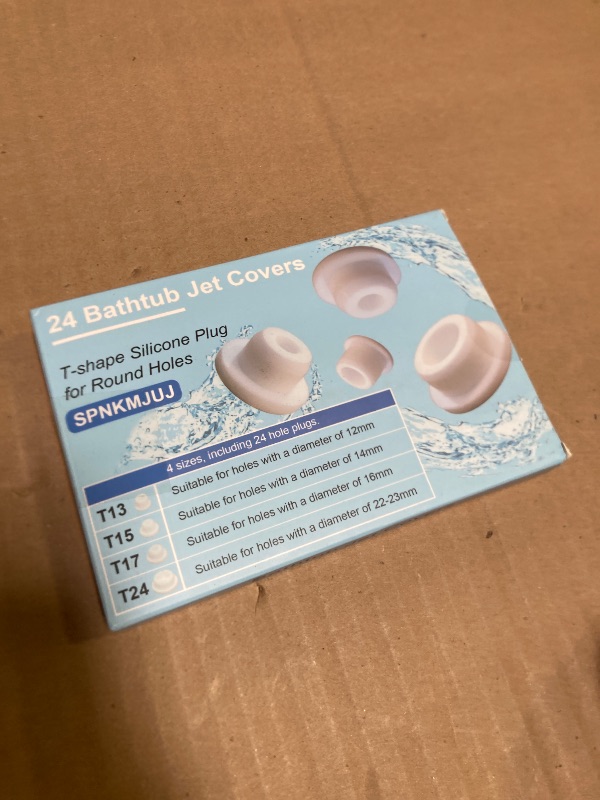 24 Bathtub Jet Covers
T-shape Silicone Plug
for Round Holes
SPNKMJUJ
4 sizes, including 24 hole plugs.
T13 Suitable for holes with a diameter of 12mm
T15 Suitable for holes with a diameter of 14mm
T17 Suitable for holes with a diameter of 16mm
T24 Suitable for holes with a diameter of 22-23mm